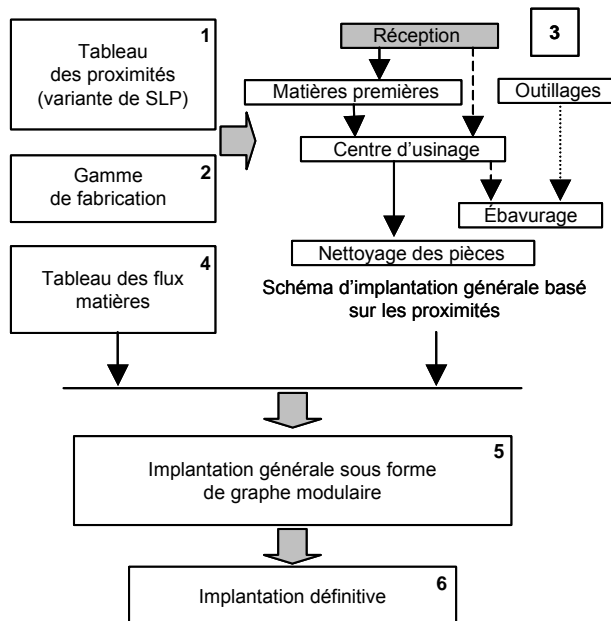 1
Tableau
des proximités
(variante de SLP)
2
Gamme
de fabrication
4
Tableau des flux
matières
3
Réception
Matières premières
Outillages
Centre d'usinage
Ébavurage
Nettoyage des pièces
Schéma d'implantation générale basé
sur les proximités
5
Implantation générale sous forme
de graphe modulaire
6
Implantation définitive